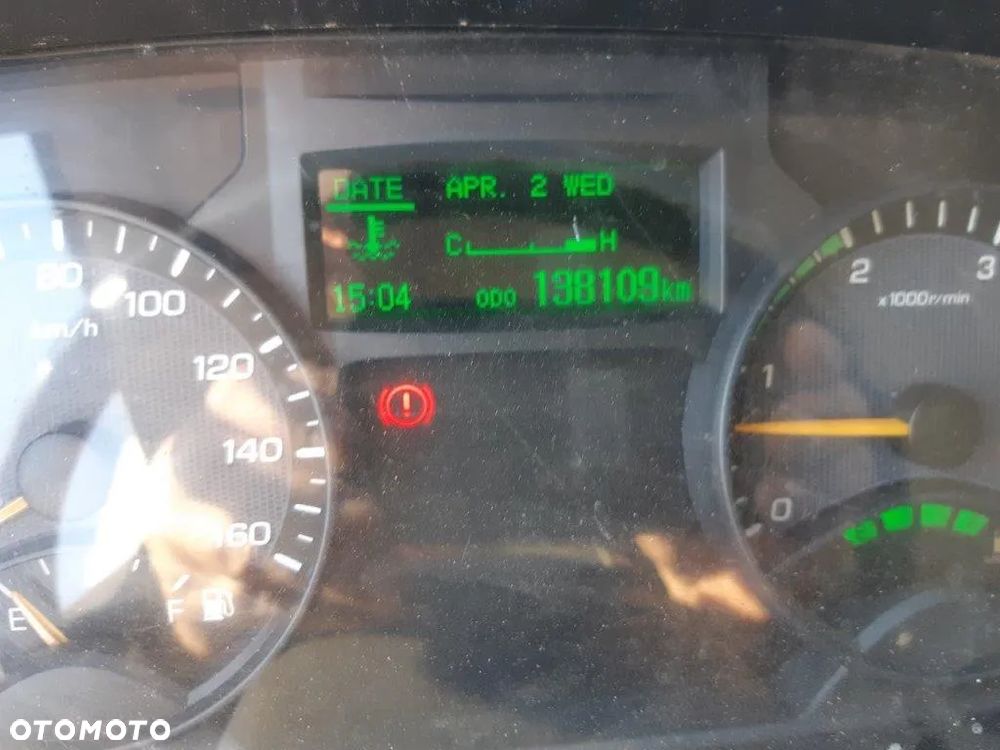 DATE APR. 2 WED
C H
15:04 ODO 138109km
80
100
km/h
120
140
160
E F
2
3
x1000r/min
1
0
OTOMOTO